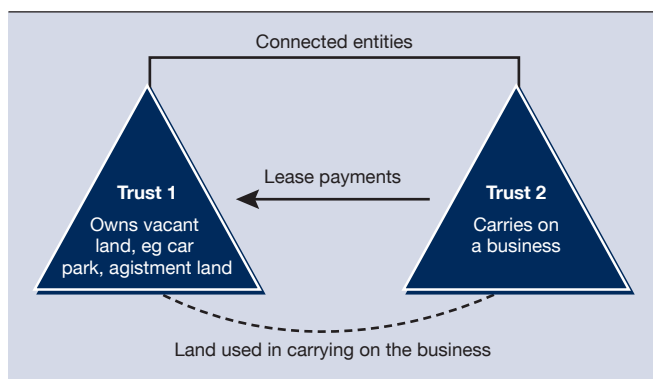 Connected entities
Trust 1
Owns vacant
land, eg car
park, agistment land
Lease payments
Trust 2
Carries on
a business
Land used in carrying on the business